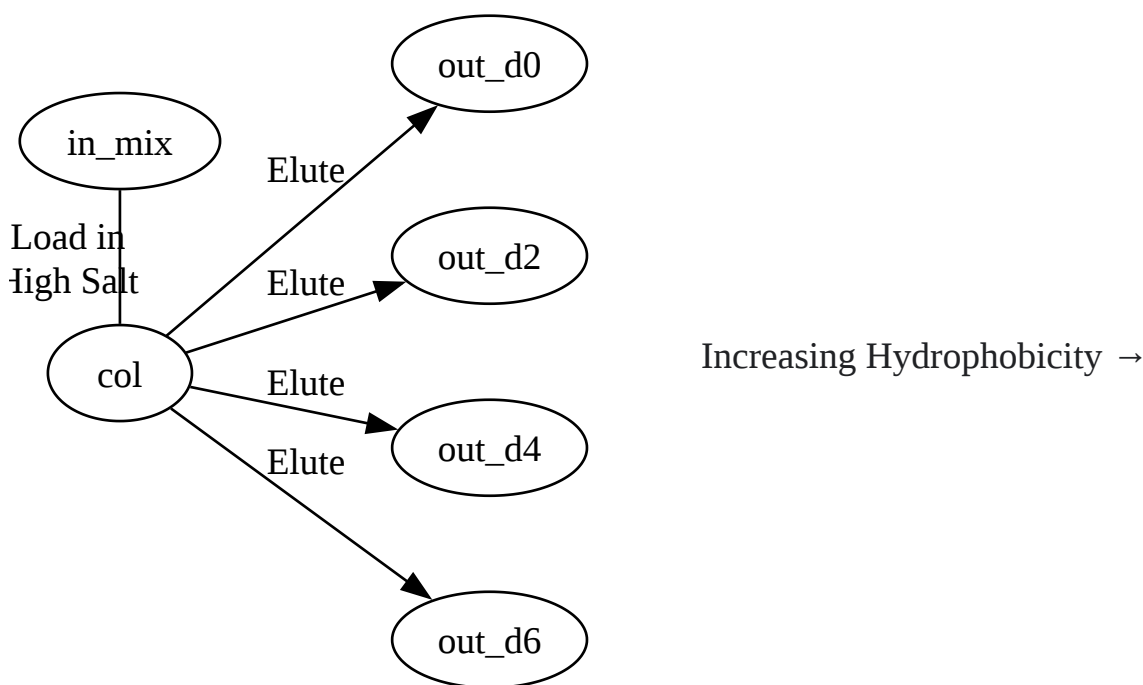 out_d0
in_mix
Elute
Load in
High Salt
out_d2
Elute
Increasing Hydrophobicity →
col
Elute
out_d4
Elute
out_d6